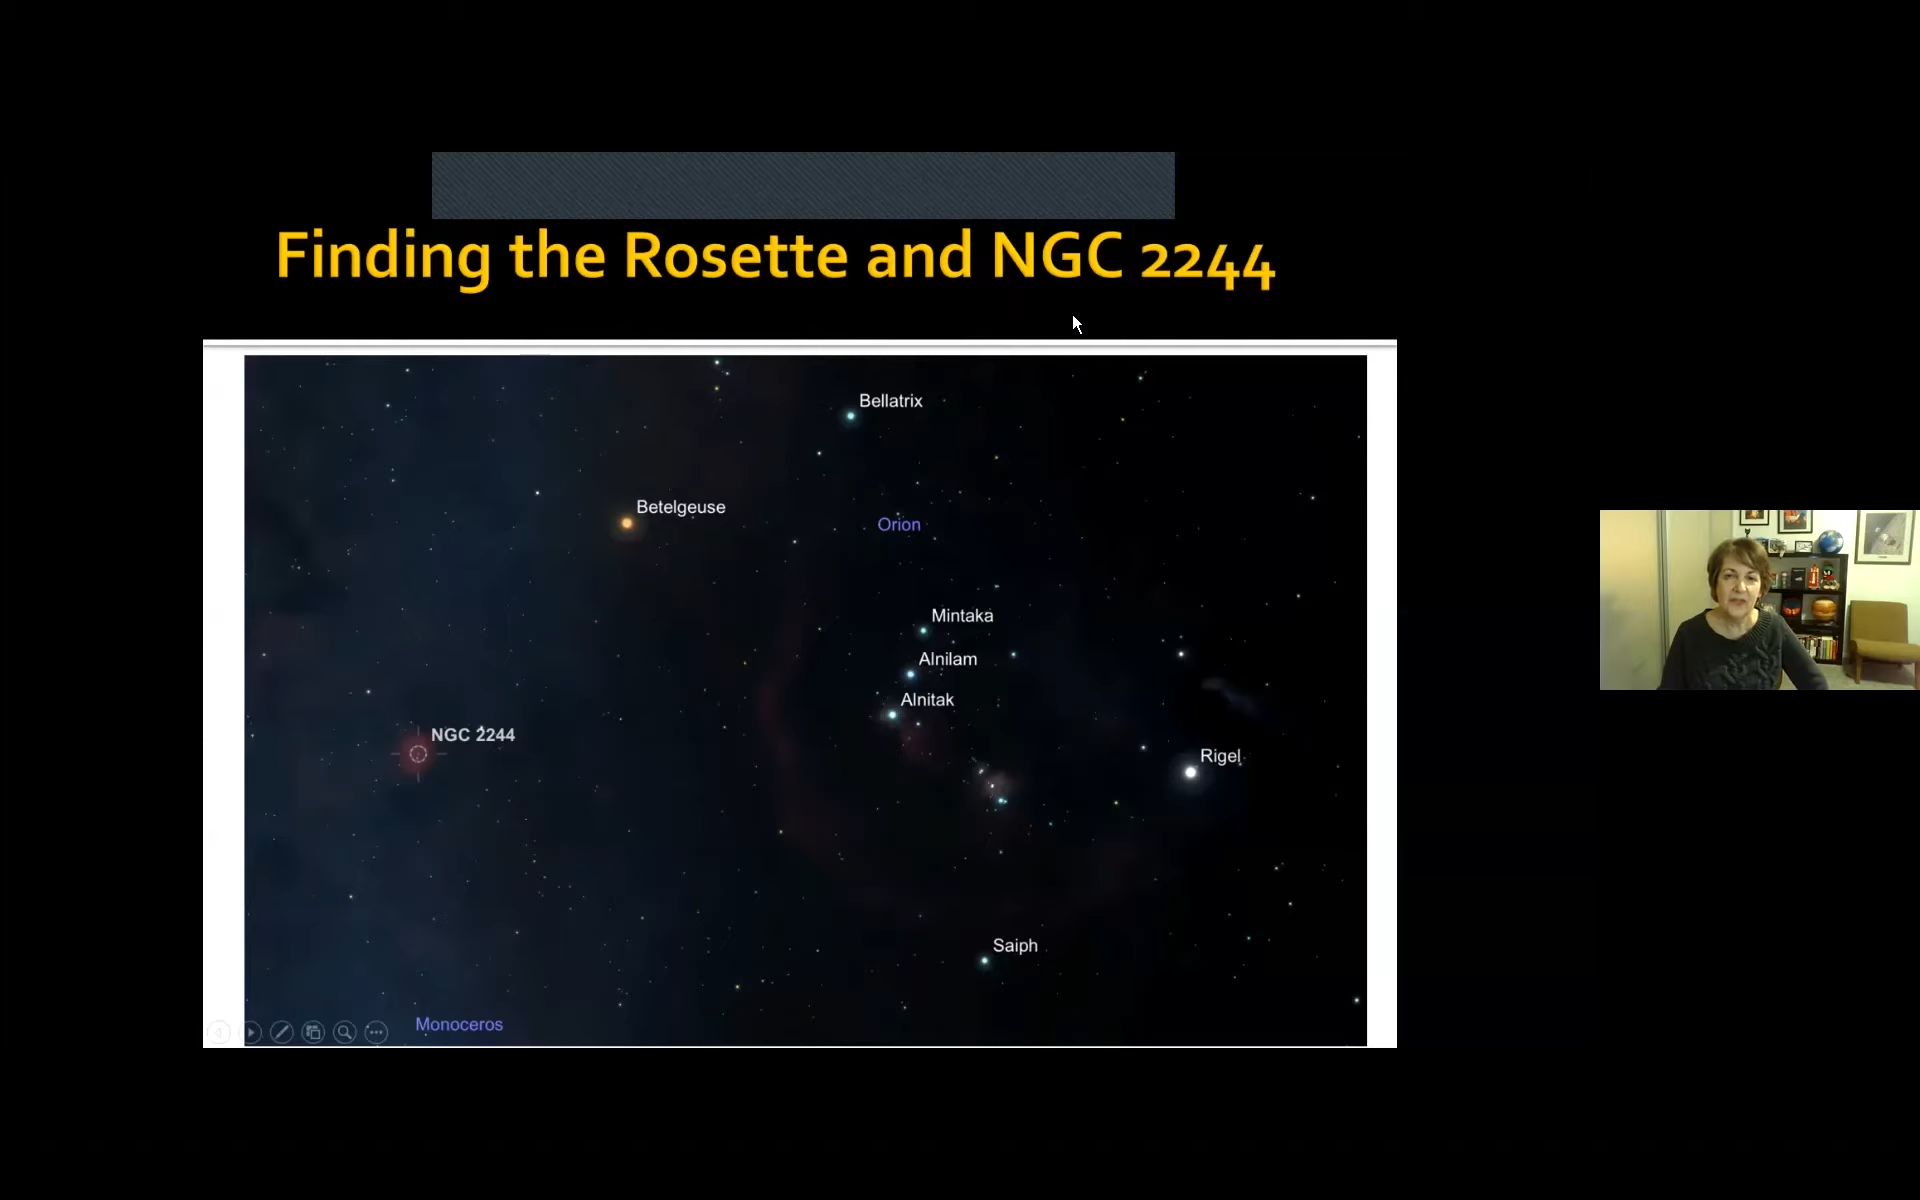 Finding the Rosette and NGC 2244
Bellatrix
Betelgeuse
Orion
Mintaka
Alnilam
Alnitak
NGC 2244
Rigel
Saiph
Monoceros